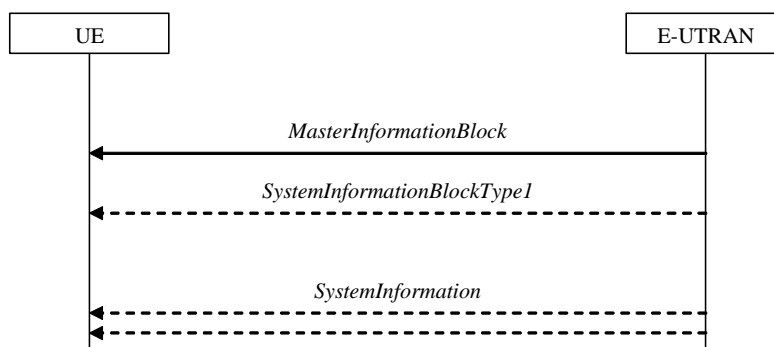 UE
E-UTRAN
MasterInformationBlock
SystemInformationBlockType1
SystemInformation